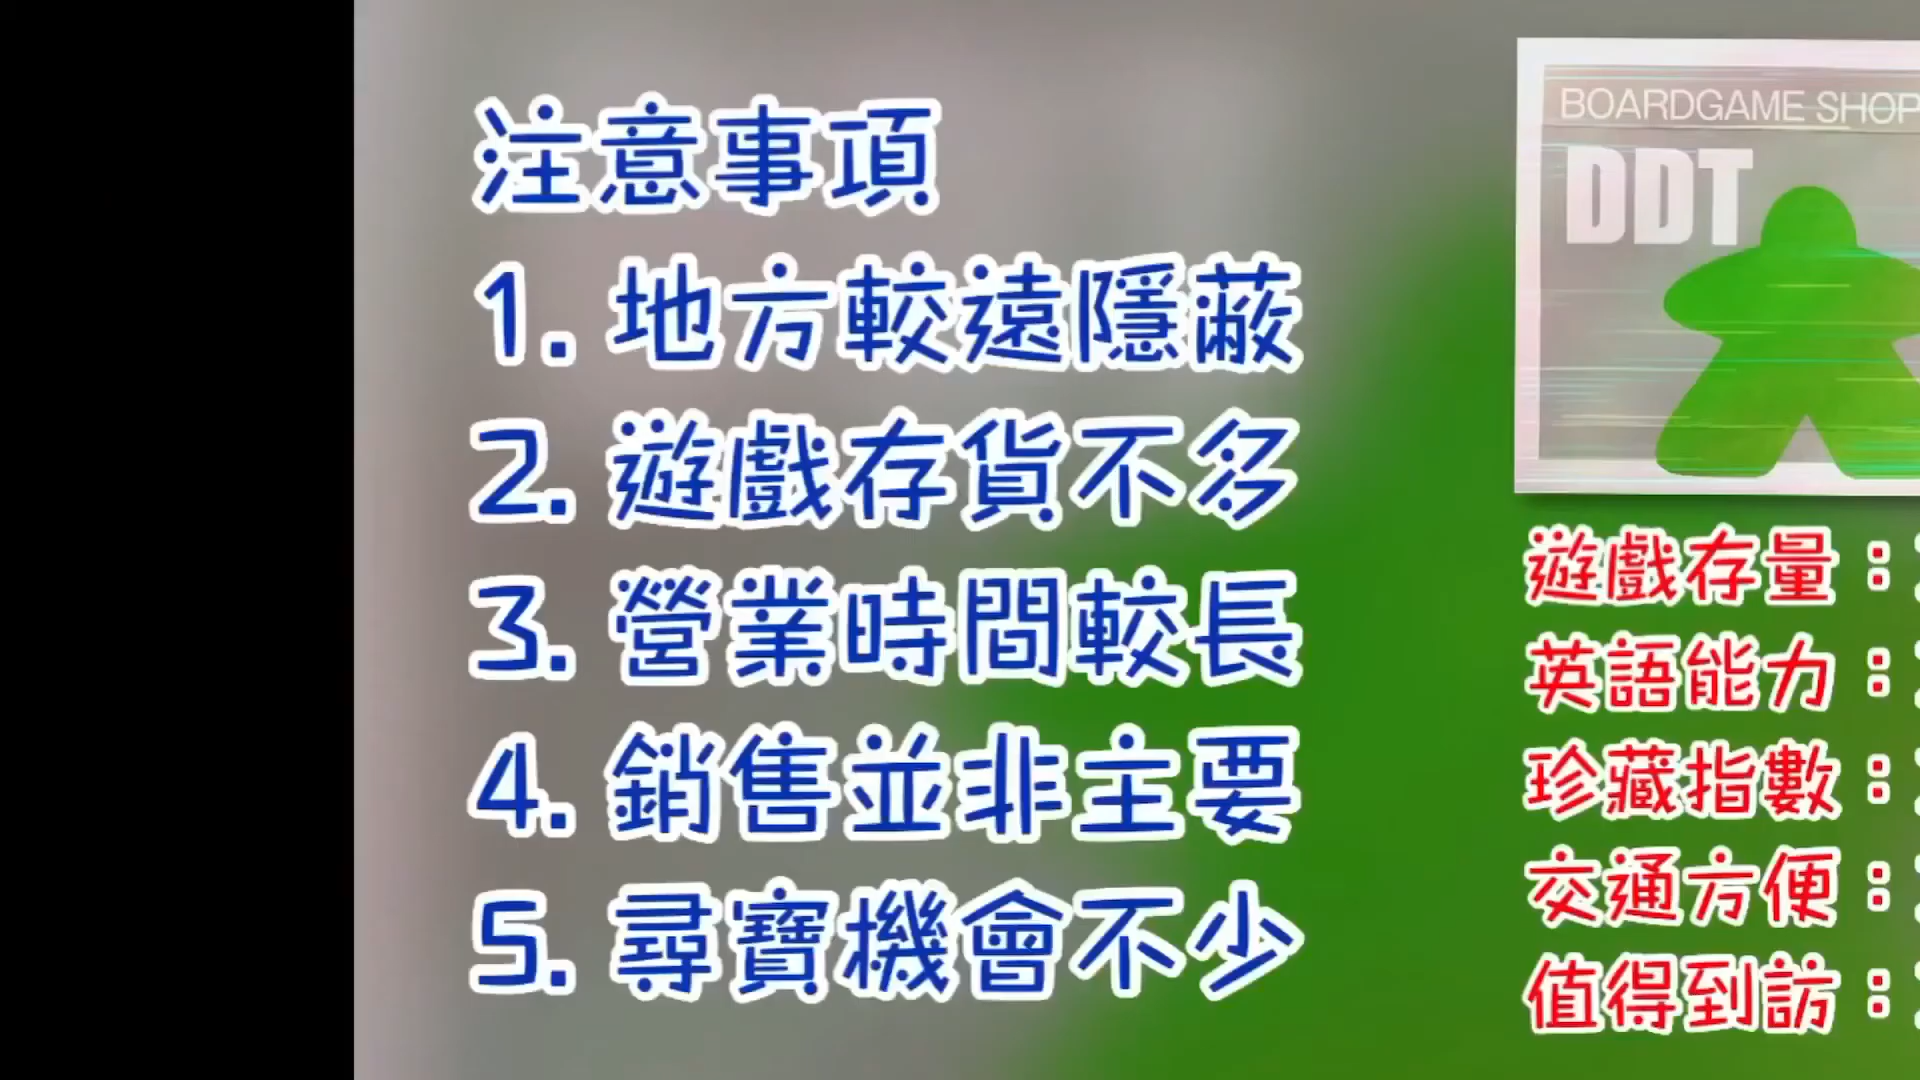 注意事項
1. 地方較遠隱蔽
2. 遊戲存貨不多
3. 營業時間較長
4. 銷售並非主要
5. 尋寶機會不少
BOARDGAME SHOP
DDT
遊戲存量：
英語能力：
珍藏指數：
交通方便：
值得到訪：